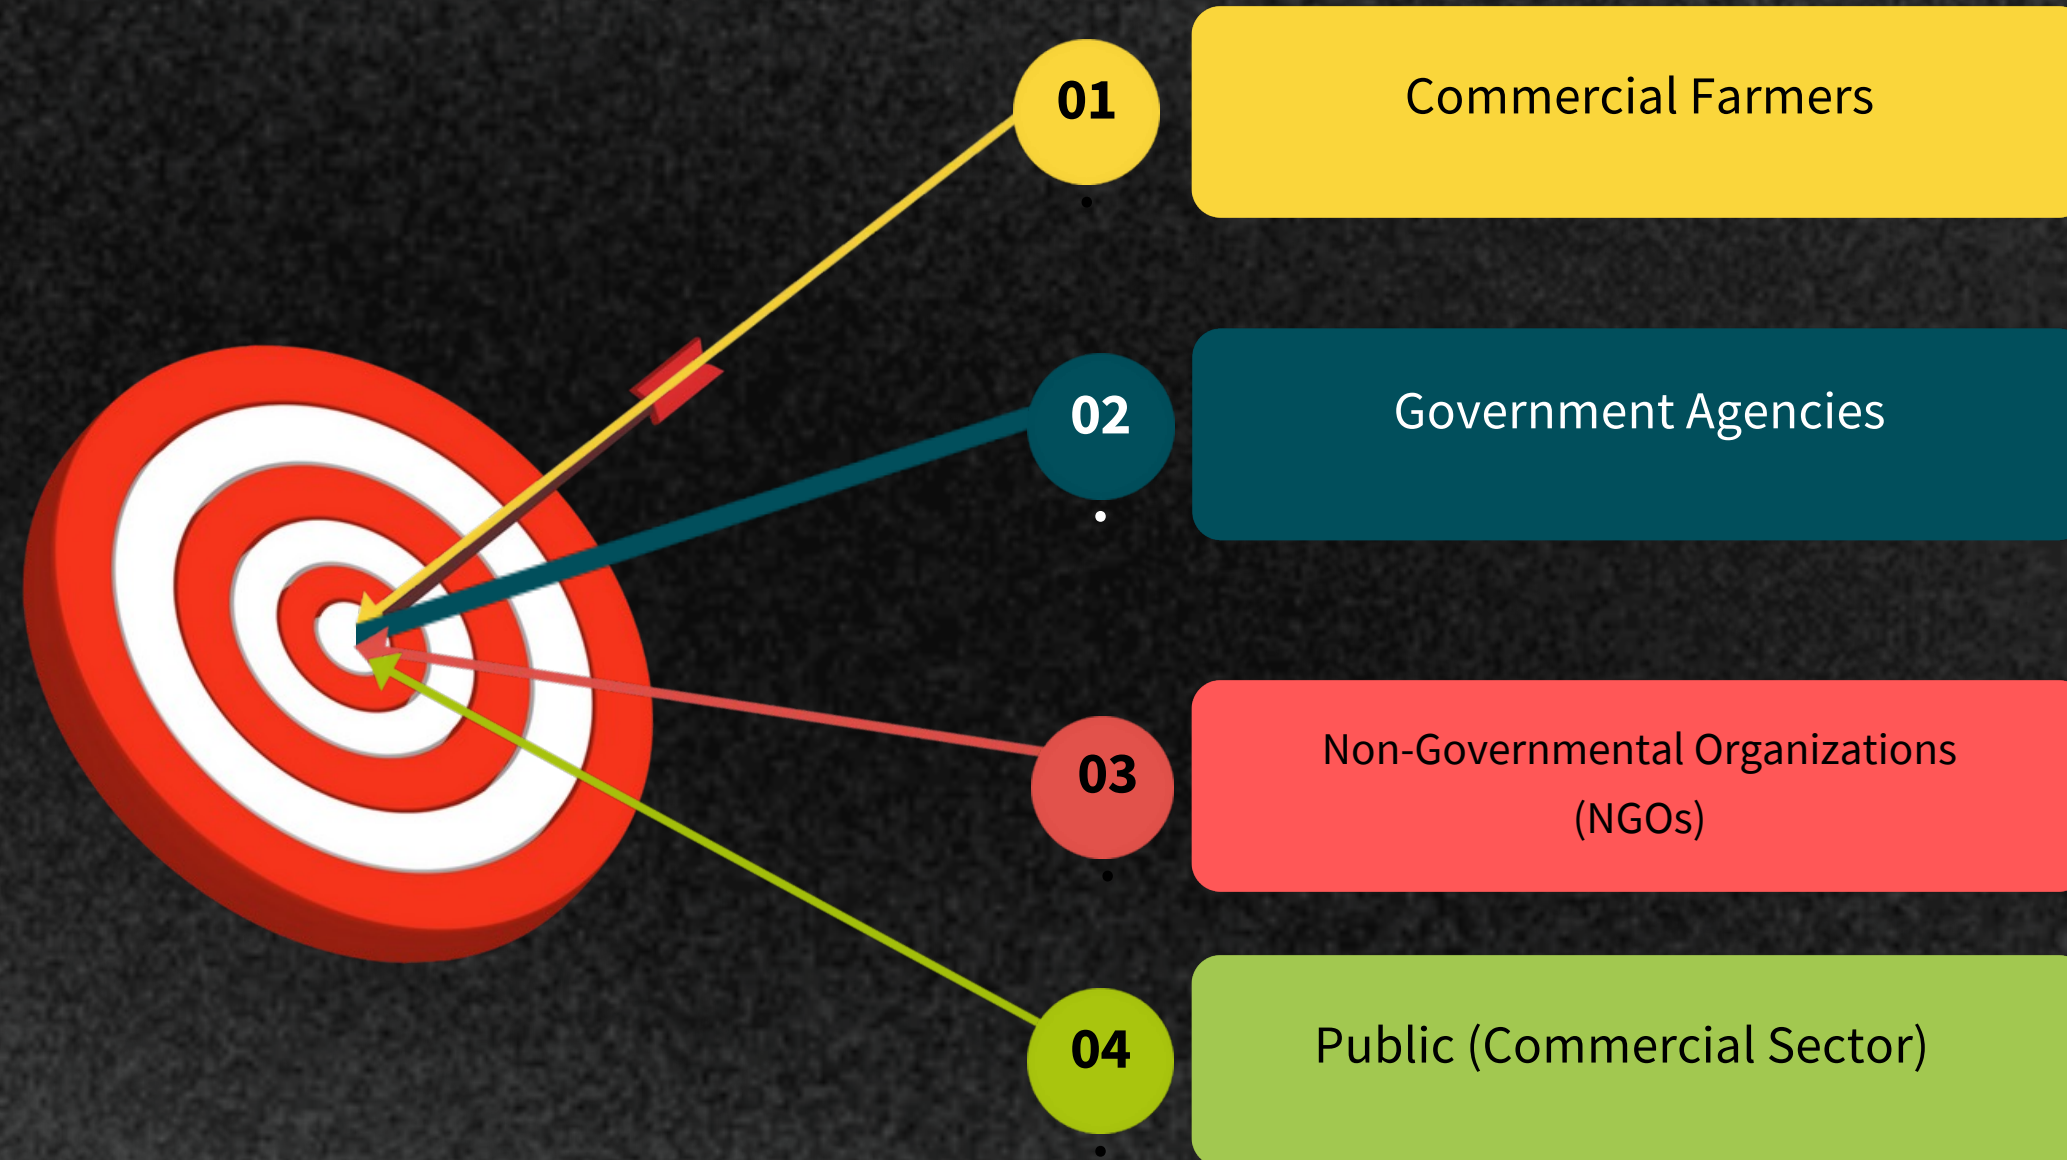 01
Commercial Farmers
02
Government Agencies
03
Non-Governmental Organizations
(NGOs)
04
Public (Commercial Sector)